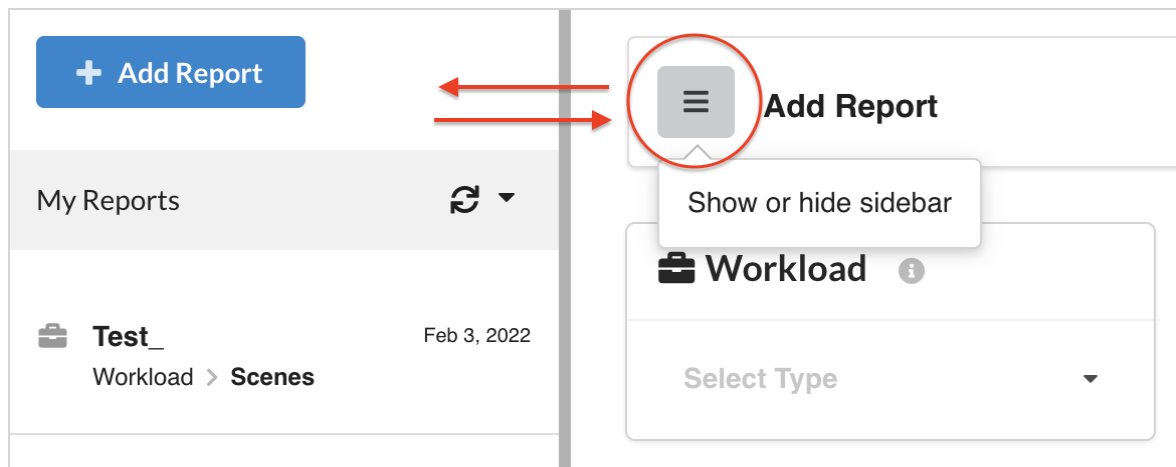 Add Report
My Reports
Test_
Feb 3, 2022
Workload > Scenes
Add Report
Show or hide sidebar
Workload
Select Type